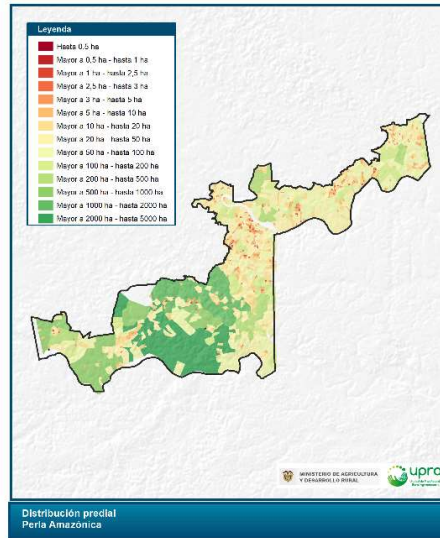 Leyenda
Hasta 0.5 ha
Mayor a 0,5 ha - hasta 1 ha
Mayor a 1 ha - hasta 2,5 ha
Mayor a 2,5 ha - hasta 3 ha
Mayor a 3 ha - hasta 5 ha
Mayor a 5 ha - hasta 10 ha
Mayor a 10 ha - hasta 20 ha
Mayor a 20 ha - hasta 50 ha
Mayor a 50 ha - hasta 100 ha
Mayor a 100 ha - hasta 200 ha
Mayor a 200 ha - hasta 500 ha
Mayor a 500 ha - hasta 1000 ha
Mayor a 1000 ha - hasta 2000 ha
Mayor a 2000 ha - hasta 5000 ha
MINISTERIO DE AGRICULTURA
Y DESARROLLO RURAL
upra
Distribución predial
Perla Amazónica